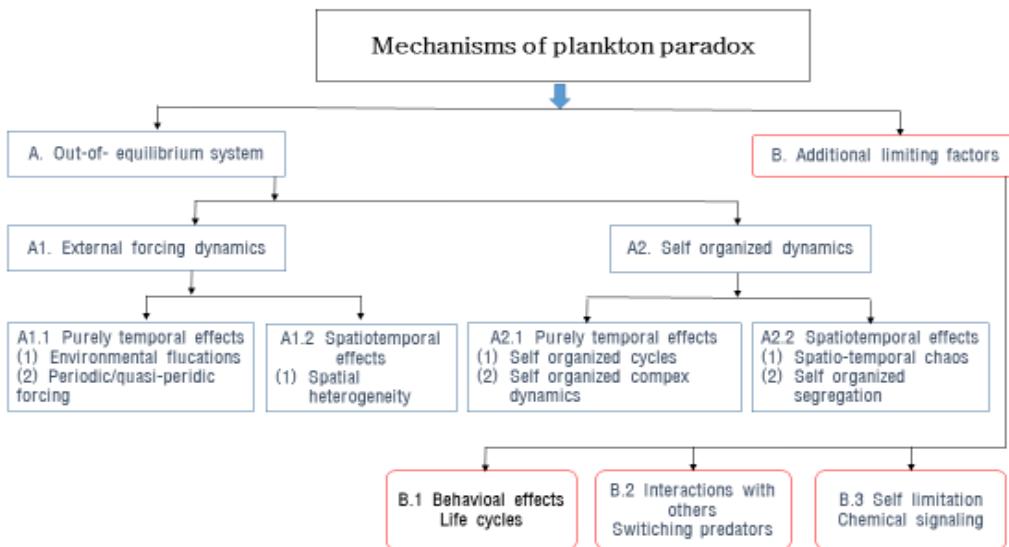 Mechanisms of plankton paradox
A. Out-of- equilibrium system
B. Additional limiting factors
A1. External forcing dynamics
A2. Self organized dynamics
A1.1 Purely temporal effects
(1) Environmental flucations
(2) Periodic/quasi-peridic
forcing
A1.2 Spatiotemporal
effects
(1) Spatial
heterogeneity
A2.1 Purely temporal effects
(1) Self organized cycles
(2) Self organized compex
dynamics
A2.2 Spatiotemporal effects
(1) Spatio-temporal chaos
(2) Self organized
segregation
B.1 Behavioal effects
Life cycles
B.2 Interactions with
others
Switiching predators
B.3 Self limitation
Chemical signaling